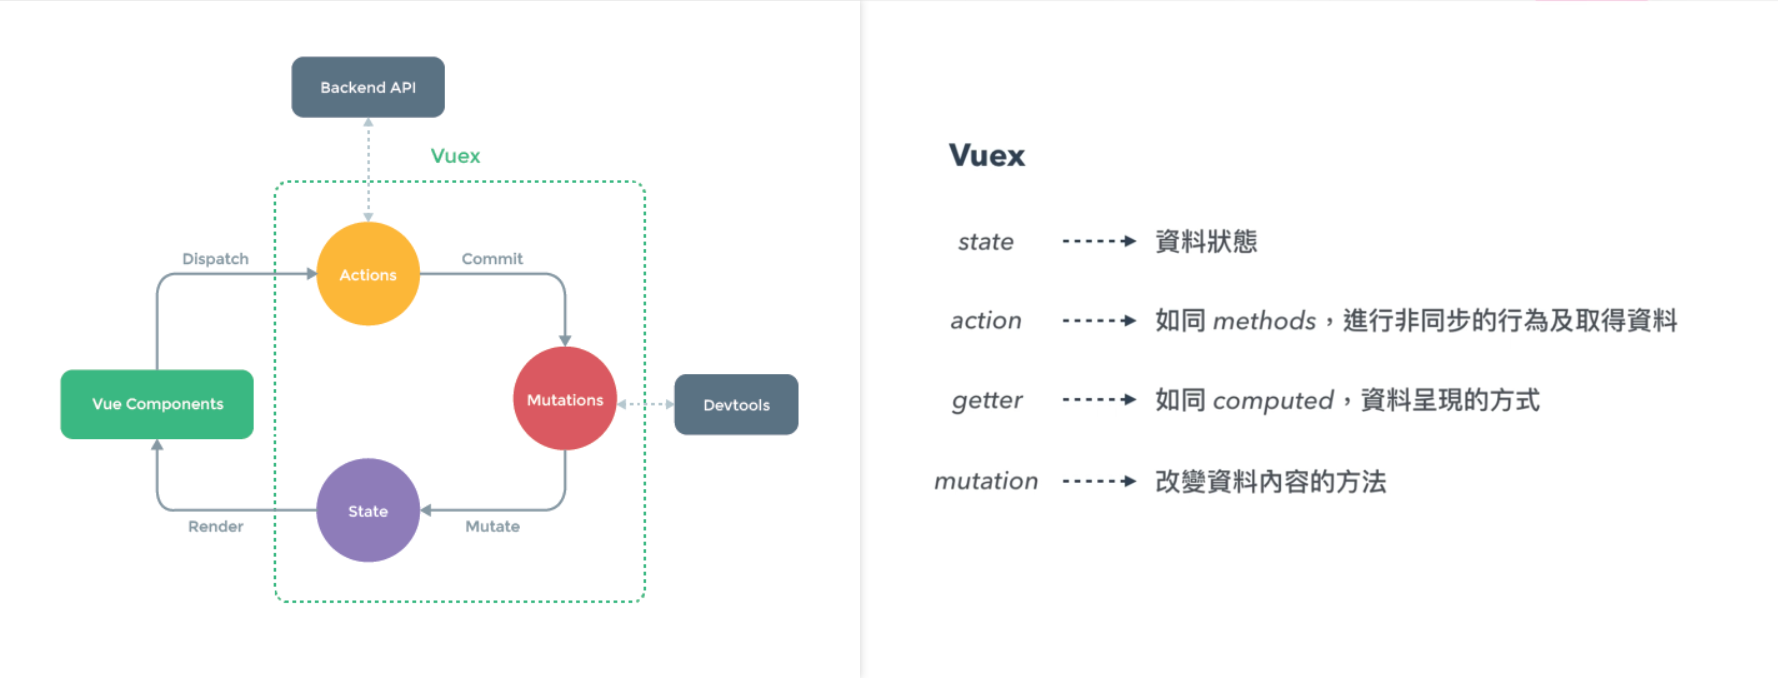 Backend API
Vuex
Dispatch
Actions
Commit
Vue Components
Mutations
Devtools
State
Render
Mutate
Vuex
state 資料狀態
action 如同 methods，進行非同步的行為及取得資料
getter 如同 computed，資料呈現的方式
mutation 改變資料內容的方法